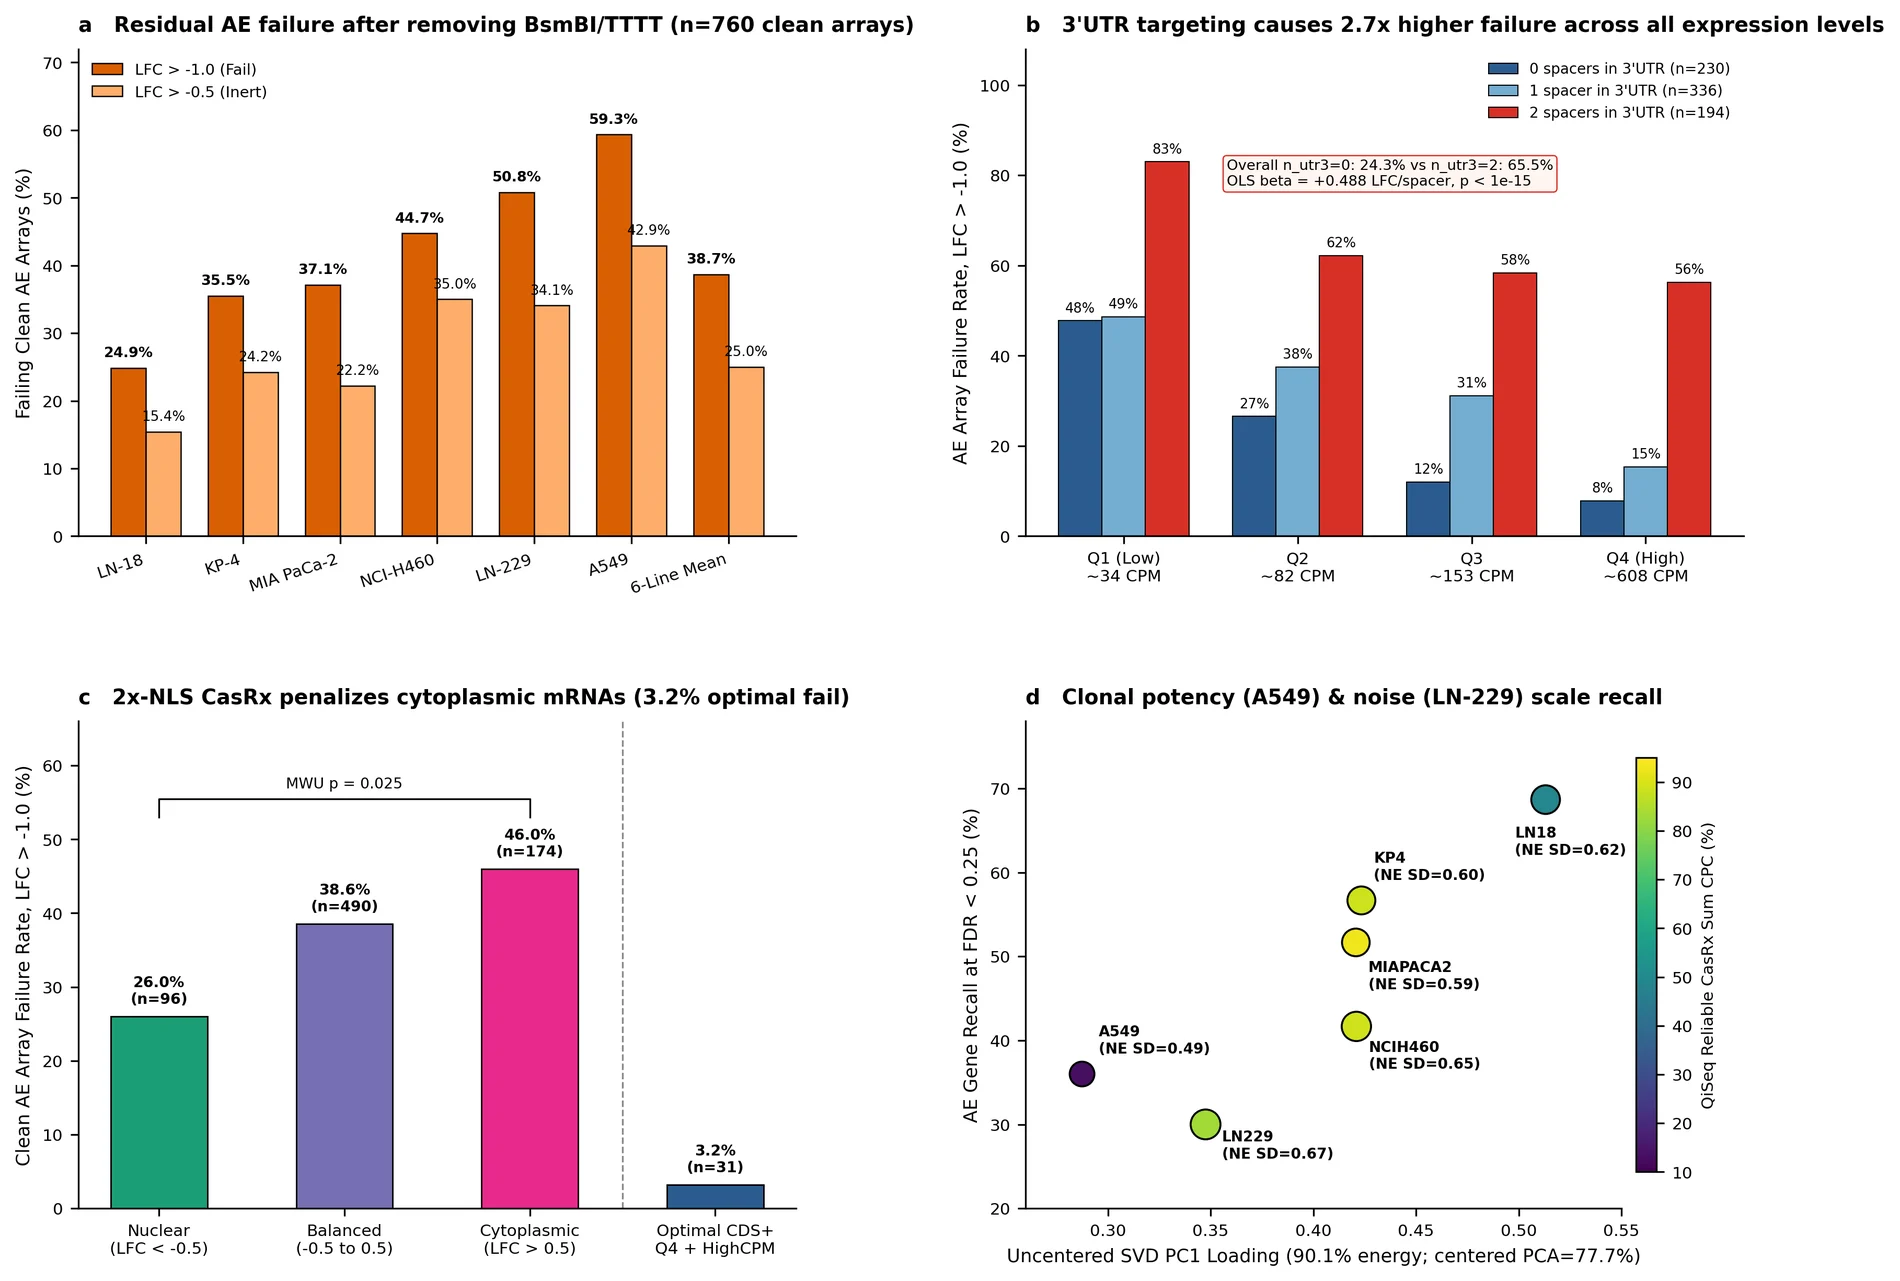 a Residual AE failure after removing BsmBI/TTTT (n=760 clean arrays)
LFC > -1.0 (Fail)
LFC > -0.5 (Inert)
Failing Clean AE Arrays (%)
70
60
50
40
30
20
10
0
24.9%
15.4%
35.5%
24.2%
37.1%
22.2%
44.7%
35.0%
50.8%
34.1%
59.3%
42.9%
38.7%
25.0%
LN-18
KP-4
MIA PaCa-2
NCI-H460
LN-229
A549
6-Line Mean
b 3'UTR targeting causes 2.7x higher failure across all expression levels
0 spacers in 3'UTR (n=230)
1 spacer in 3'UTR (n=336)
2 spacers in 3'UTR (n=194)
Overall n_utr3=0: 24.3% vs n_utr3=2: 65.5%
OLS beta = +0.488 LFC/spacer, p < 1e-15
AE Array Failure Rate, LFC > -1.0 (%)
100
80
60
40
20
0
48%
49%
83%
27%
38%
62%
12%
31%
58%
8%
15%
56%
Q1 (Low)
~34 CPM
Q2
~82 CPM
Q3
~153 CPM
Q4 (High)
~608 CPM
c 2x-NLS CasRx penalizes cytoplasmic mRNAs (3.2% optimal fail)
Clean AE Array Failure Rate, LFC > -1.0 (%)
60
50
40
30
20
10
0
MWU p = 0.025
26.0%
(n=96)
38.6%
(n=490)
46.0%
(n=174)
3.2%
(n=31)
Nuclear
(LFC < -0.5)
Balanced
(-0.5 to 0.5)
Cytoplasmic
(LFC > 0.5)
Optimal CDS+
Q4 + HighCPM
d Clonal potency (A549) & noise (LN-229) scale recall
AE Gene Recall at FDR < 0.25 (%)
70
60
50
40
30
20
LN18
(NE SD=0.62)
KP4
(NE SD=0.60)
MIAPACA2
(NE SD=0.59)
NCIH460
(NE SD=0.65)
A549
(NE SD=0.49)
LN229
(NE SD=0.67)
0.30
0.35
0.40
0.45
0.50
0.55
Uncentered SVD PC1 Loading (90.1% energy; centered PCA=77.7%)
90
80
70
60
50
40
30
20
10
QiSeq Reliable CasRx Sum CPC (%)